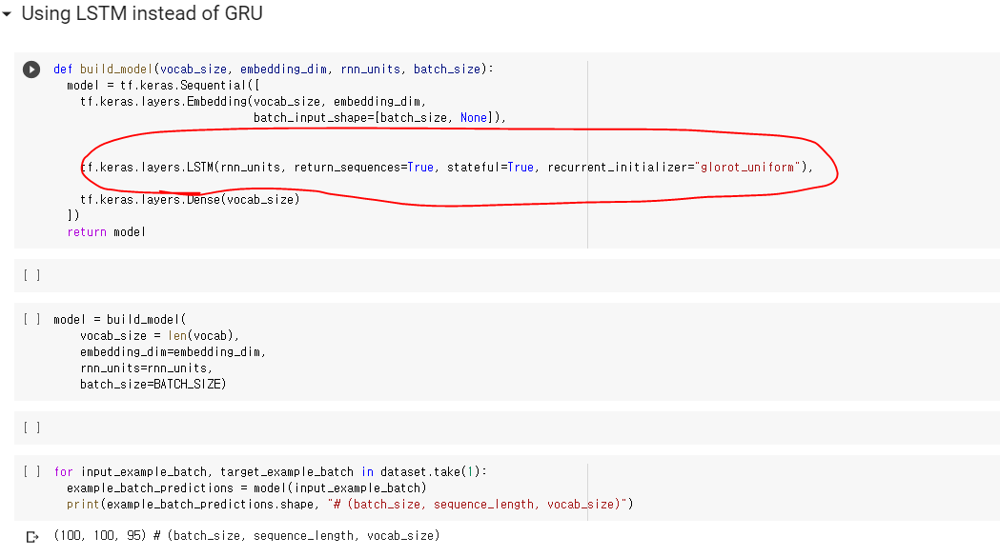 Using LSTM instead of GRU
def build_model(vocab_size, embedding_dim, rnn_units, batch_size):
model = tf.keras.Sequential([
tf.keras.layers.Embedding(vocab_size, embedding_dim,
batch_input_shape=[batch_size, None]),
tf.keras.layers.LSTM(rnn_units, return_sequences=True, stateful=True, recurrent_initializer="glorot_uniform"),
tf.keras.layers.Dense(vocab_size)
])
return model
[ ]
[ ] model = build_model(
vocab_size = len(vocab),
embedding_dim=embedding_dim,
rnn_units=rnn_units,
batch_size=BATCH_SIZE)
[ ]
[ ] for input_example_batch, target_example_batch in dataset.take(1):
example_batch_predictions = model(input_example_batch)
print(example_batch_predictions.shape, "# (batch_size, sequence_length, vocab_size)")
(100, 100, 95) # (batch_size, sequence_length, vocab_size)